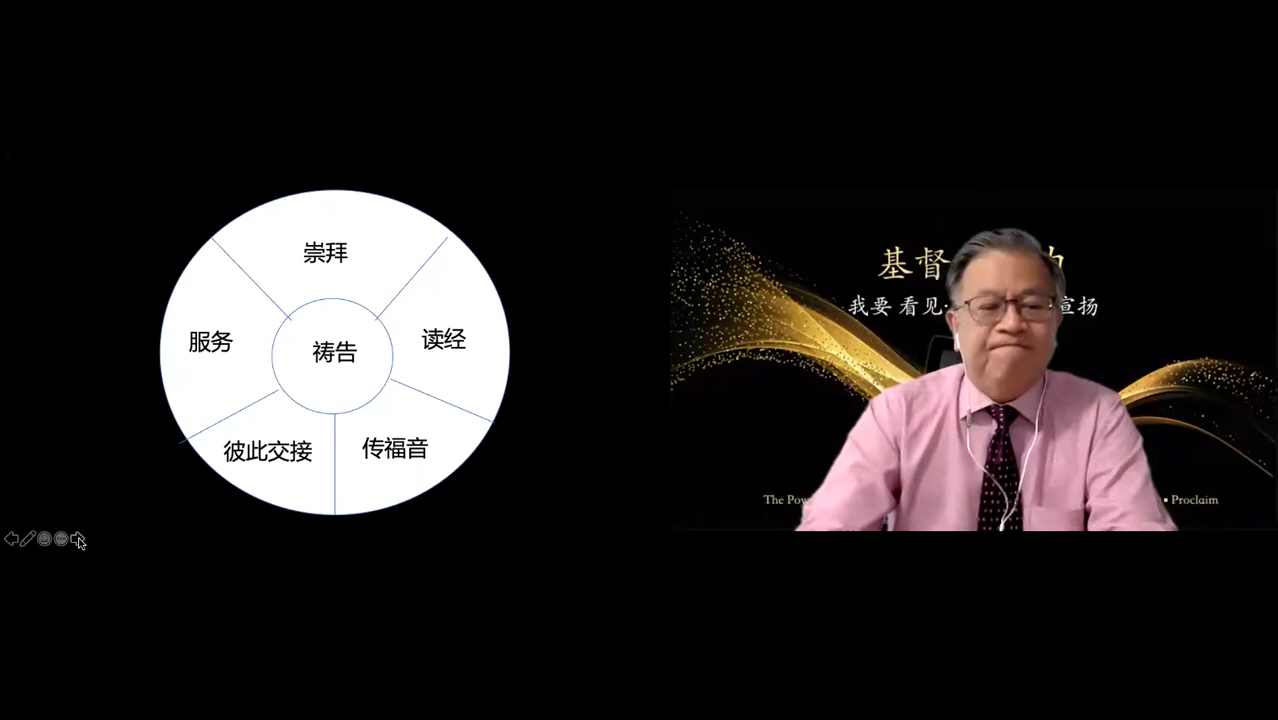 崇拜
服务
祷告
读经
彼此交接
传福音
基督
我要 看见· 宣扬
The Pow
▪ Proclaim